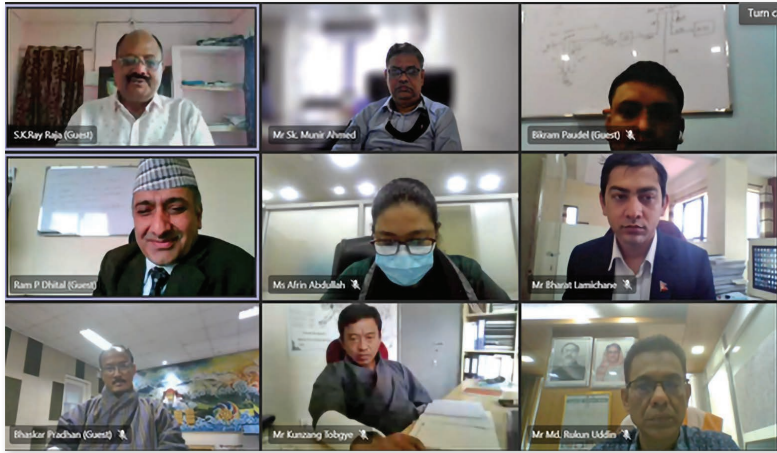 Turn
S.K.Ray Raja (Guest)
Mr Sk. Munir Ahmed
Bikram Paudel (Guest)
Ram P Dhital (Guest)
Ms Afrin Abdullah
Mr Bharat Lamichane
Bhaskar Pradhan (Guest)
Mr Kunzang Tobgye
Mr Md. Rukun Uddin